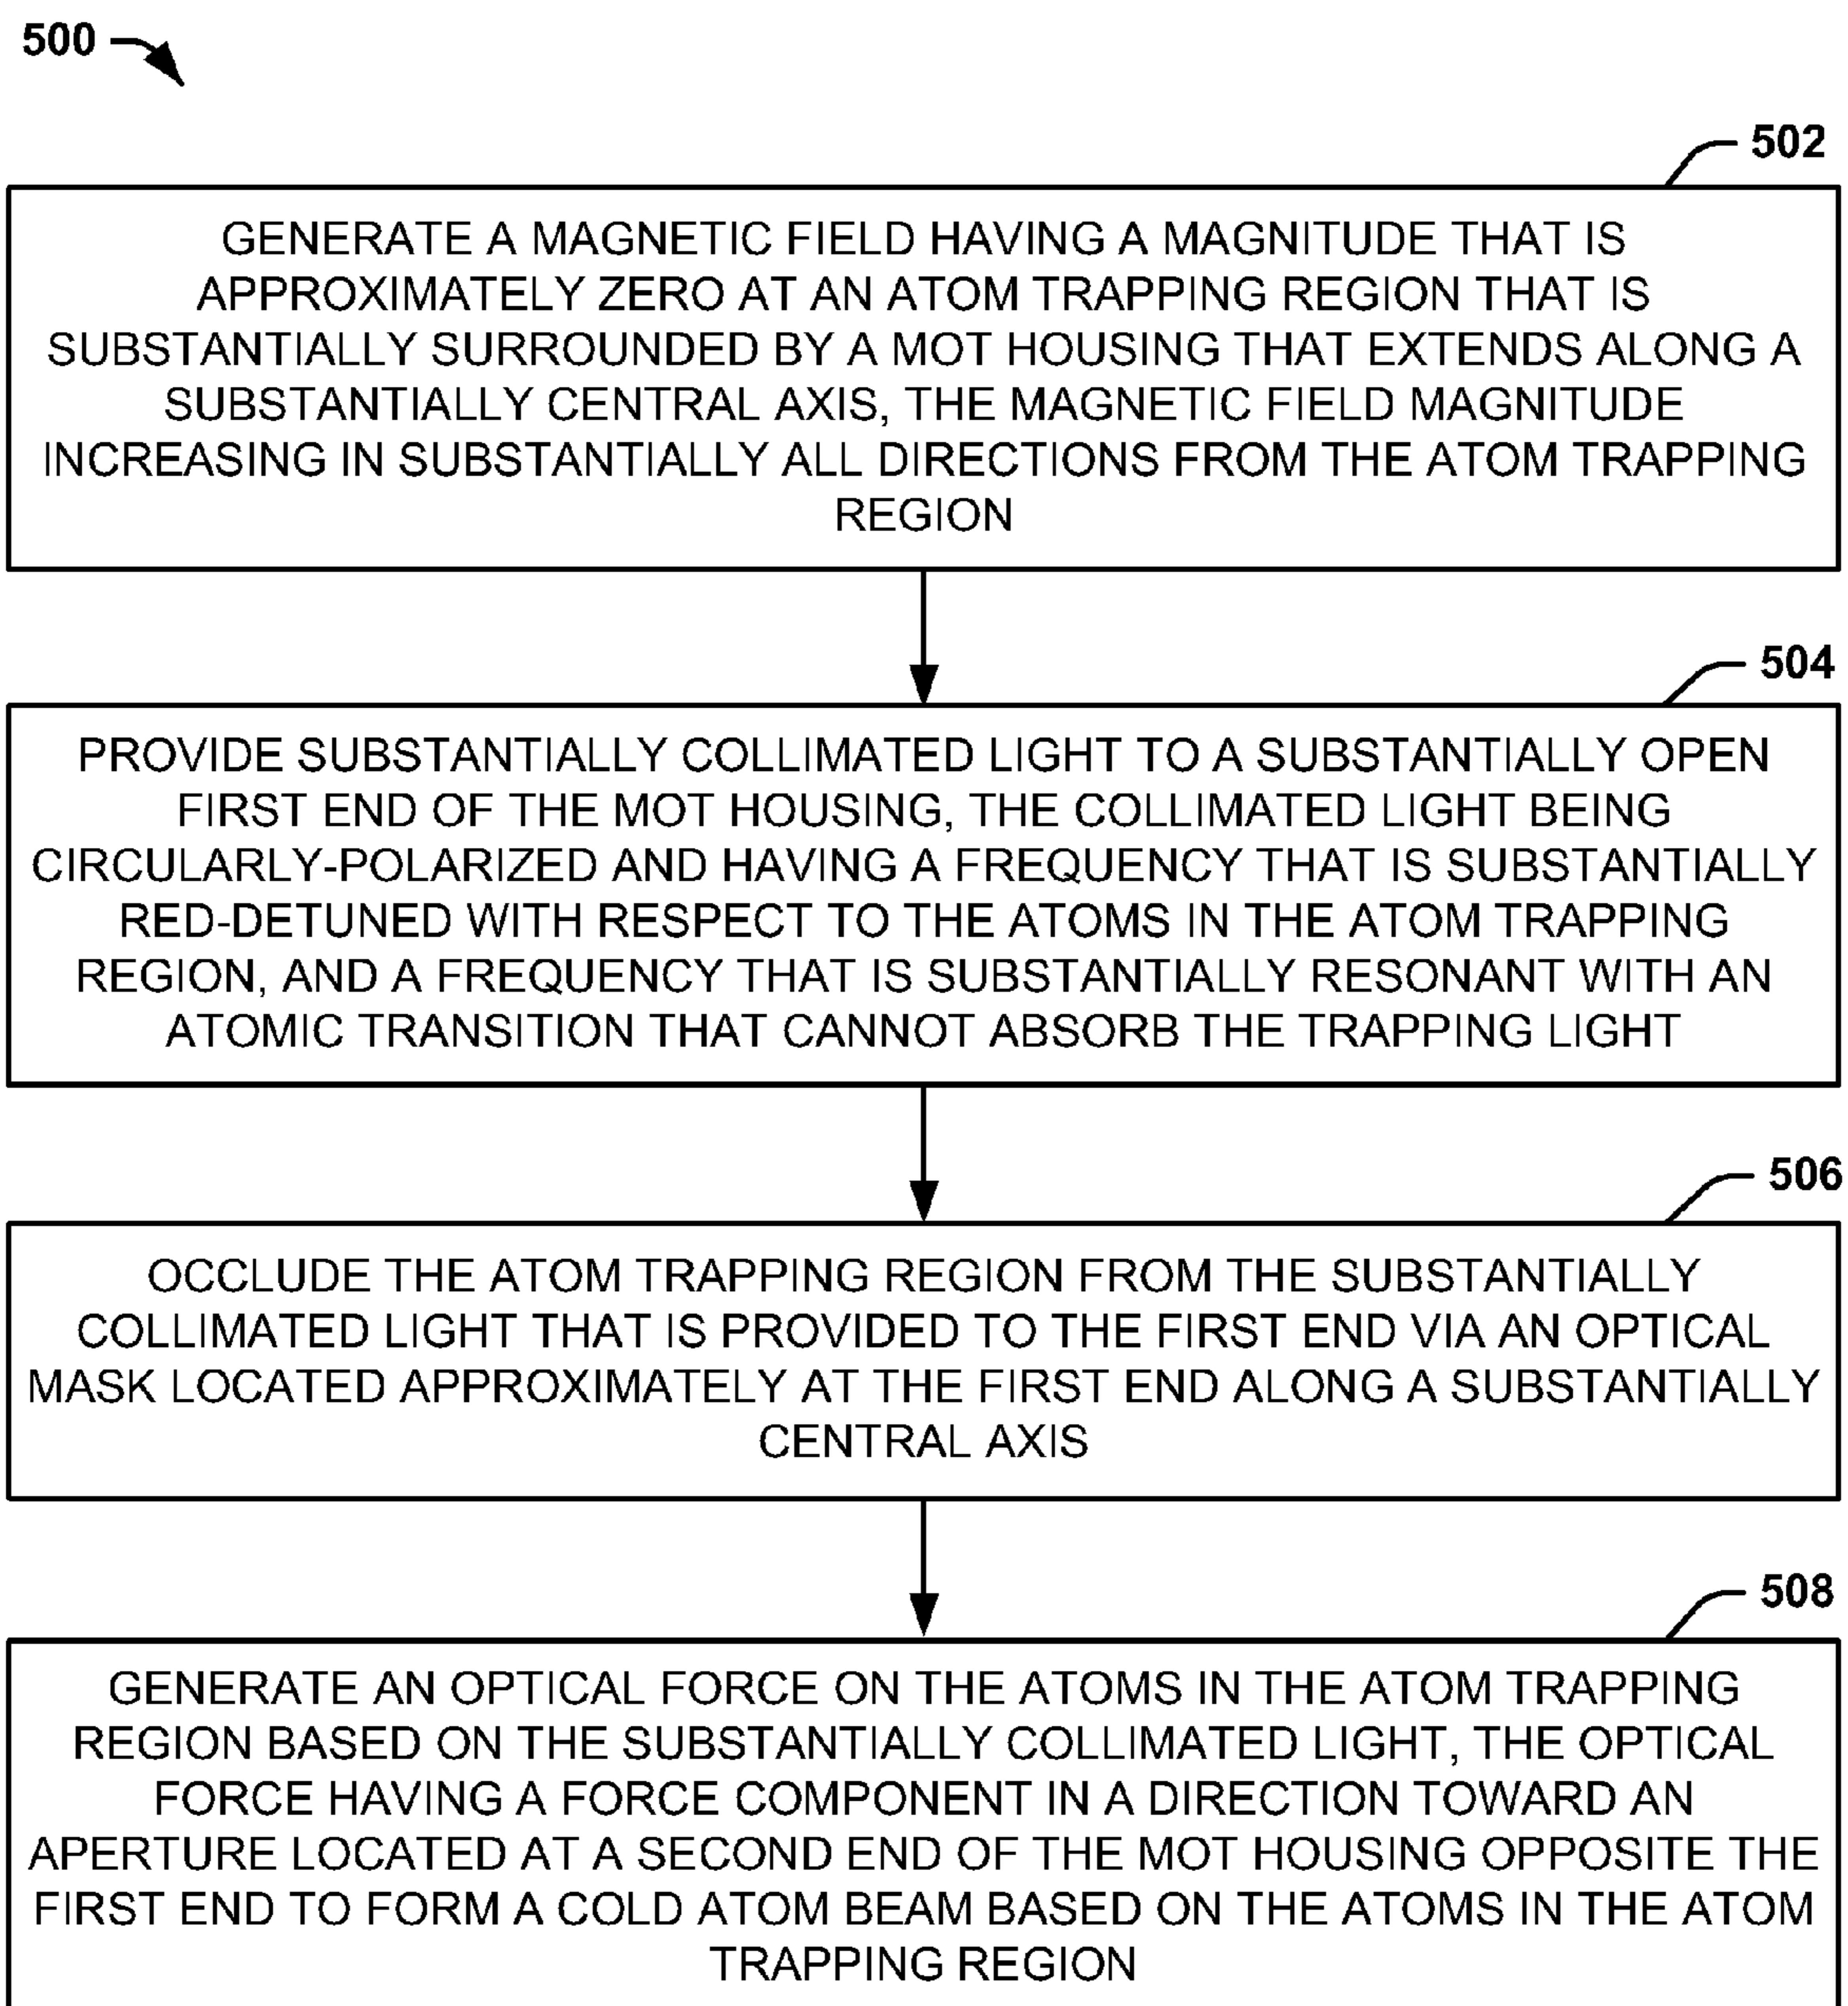 500
502
GENERATE A MAGNETIC FIELD HAVING A MAGNITUDE THAT IS
APPROXIMATELY ZERO AT AN ATOM TRAPPING REGION THAT IS
SUBSTANTIALLY SURROUNDED BY A MOT HOUSING THAT EXTENDS ALONG A
SUBSTANTIALLY CENTRAL AXIS, THE MAGNETIC FIELD MAGNITUDE
INCREASING IN SUBSTANTIALLY ALL DIRECTIONS FROM THE ATOM TRAPPING
REGION
504
PROVIDE SUBSTANTIALLY COLLIMATED LIGHT TO A SUBSTANTIALLY OPEN
FIRST END OF THE MOT HOUSING, THE COLLIMATED LIGHT BEING
CIRCULARLY-POLARIZED AND HAVING A FREQUENCY THAT IS SUBSTANTIALLY
RED-DETUNED WITH RESPECT TO THE ATOMS IN THE ATOM TRAPPING
REGION, AND A FREQUENCY THAT IS SUBSTANTIALLY RESONANT WITH AN
ATOMIC TRANSITION THAT CANNOT ABSORB THE TRAPPING LIGHT
506
OCCLUDE THE ATOM TRAPPING REGION FROM THE SUBSTANTIALLY
COLLIMATED LIGHT THAT IS PROVIDED TO THE FIRST END VIA AN OPTICAL
MASK LOCATED APPROXIMATELY AT THE FIRST END ALONG A SUBSTANTIALLY
CENTRAL AXIS
508
GENERATE AN OPTICAL FORCE ON THE ATOMS IN THE ATOM TRAPPING
REGION BASED ON THE SUBSTANTIALLY COLLIMATED LIGHT, THE OPTICAL
FORCE HAVING A FORCE COMPONENT IN A DIRECTION TOWARD AN
APERTURE LOCATED AT A SECOND END OF THE MOT HOUSING OPPOSITE THE
FIRST END TO FORM A COLD ATOM BEAM BASED ON THE ATOMS IN THE ATOM
TRAPPING REGION